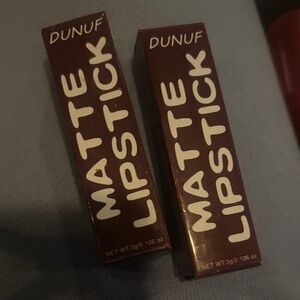 DUNUF
MATTE
LIPSTICK
NET WT.3g/0.106 oz
DUNUF
MATTE
LIPSTICK
NET WT.3g/0.106 oz